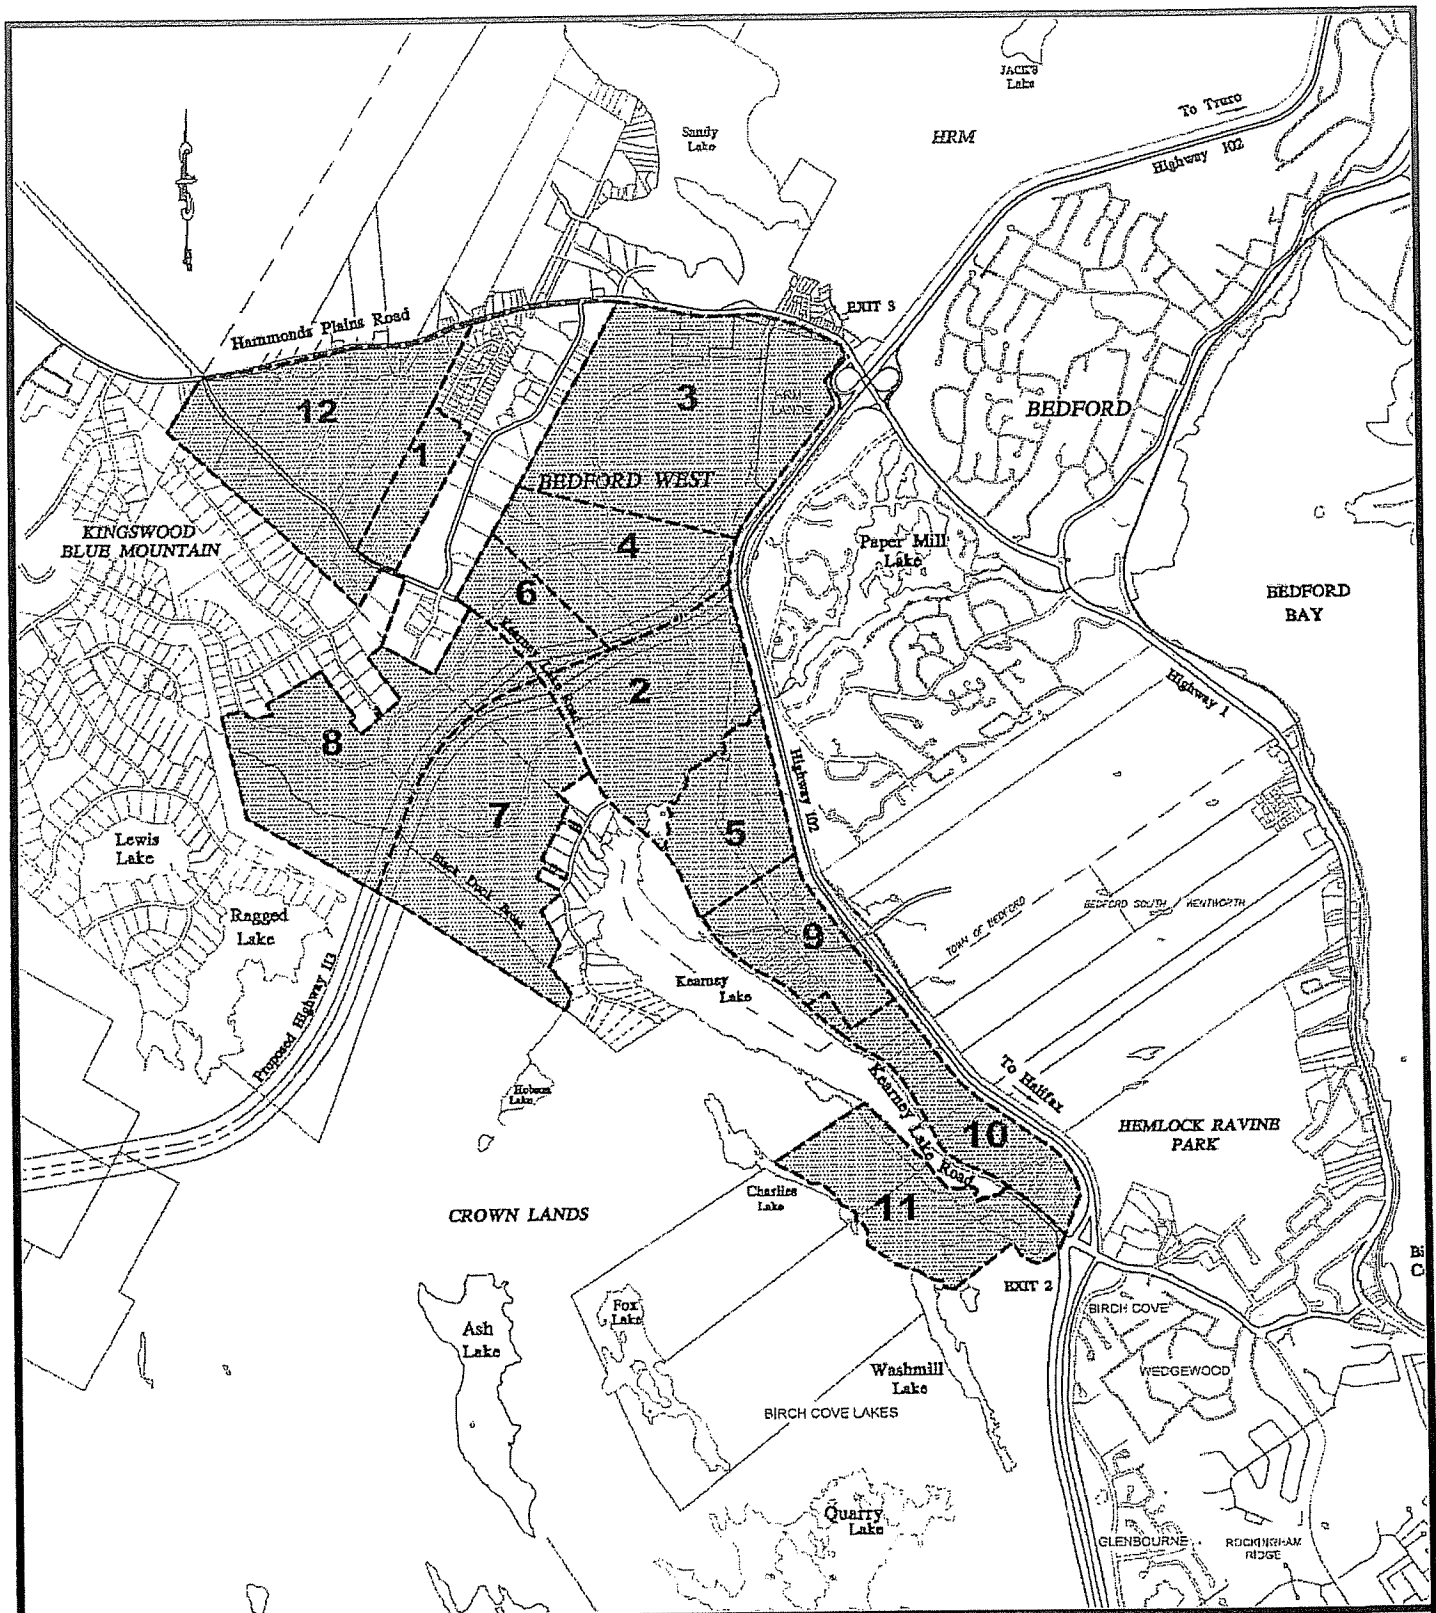 JACK'S
Lake
To Truro
Sandy
Lake
HRM
Highway 102
EXIT 3
Hammonds Plains Road
12
3
BEDFORD
1
BEDFORD WEST
KINGSWOOD
BLUE MOUNTAIN
4
Paper Mill
Lake
6
BEDFORD
BAY
Kearney
Road
2
Highway 1
8
Highway 102
7
5
Lewis
Lake
Ragged
Lake
TOWN OF BEDFORD
BEDFORD SOUTH
WENTWORTH
9
Kearney
Lake
Proposed Highway 113
Hobsons
Lake
To Halifax
Kearney Lake Road
10
HEMLOCK RAVINE
PARK
Charlies
Lake
11
CROWN LANDS
EXIT 2
Fox
Lake
BIRCH COVE
Ash
Lake
Washmill
Lake
WEDGEWOOD
BIRCH COVE LAKES
Quarry
Lake
GLENBOURNE
ROCKINGHAM
RIDGE